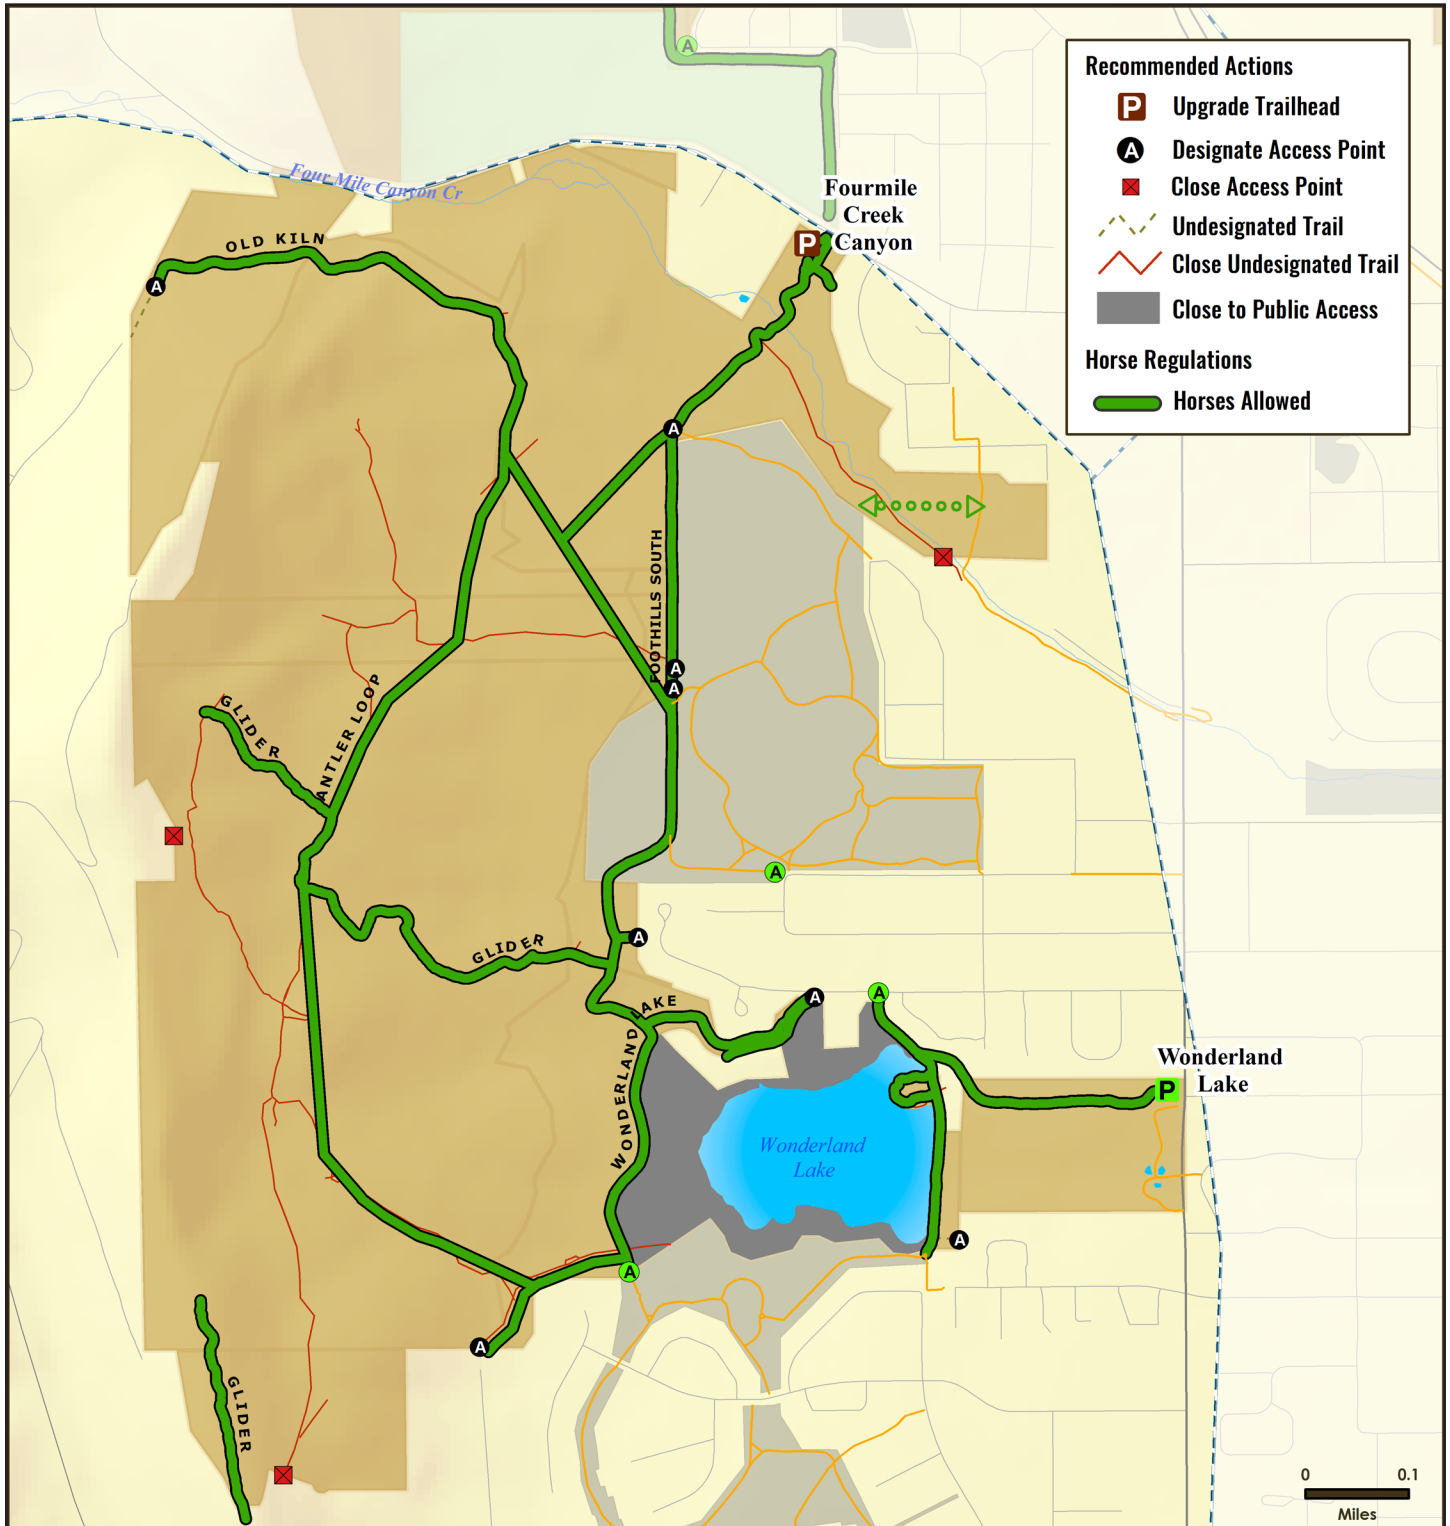 A
Recommended Actions
P Upgrade Trailhead
A Designate Access Point
Close Access Point
Undesignated Trail
Close Undesignated Trail
Close to Public Access
Horse Regulations
Horses Allowed
Four Mile Canyon Cr
Fourmile
Creek
Canyon
P
OLD KILN
A
A
FOOTHILLS SOUTH
A
A
GLIDER
ANTLER LOOP
A
GLIDER
A
WONDERLAND LAKE
A
A
Wonderland
Lake
P
Wonderland
Lake
A
A
A
GLIDER
0 0.1
Miles